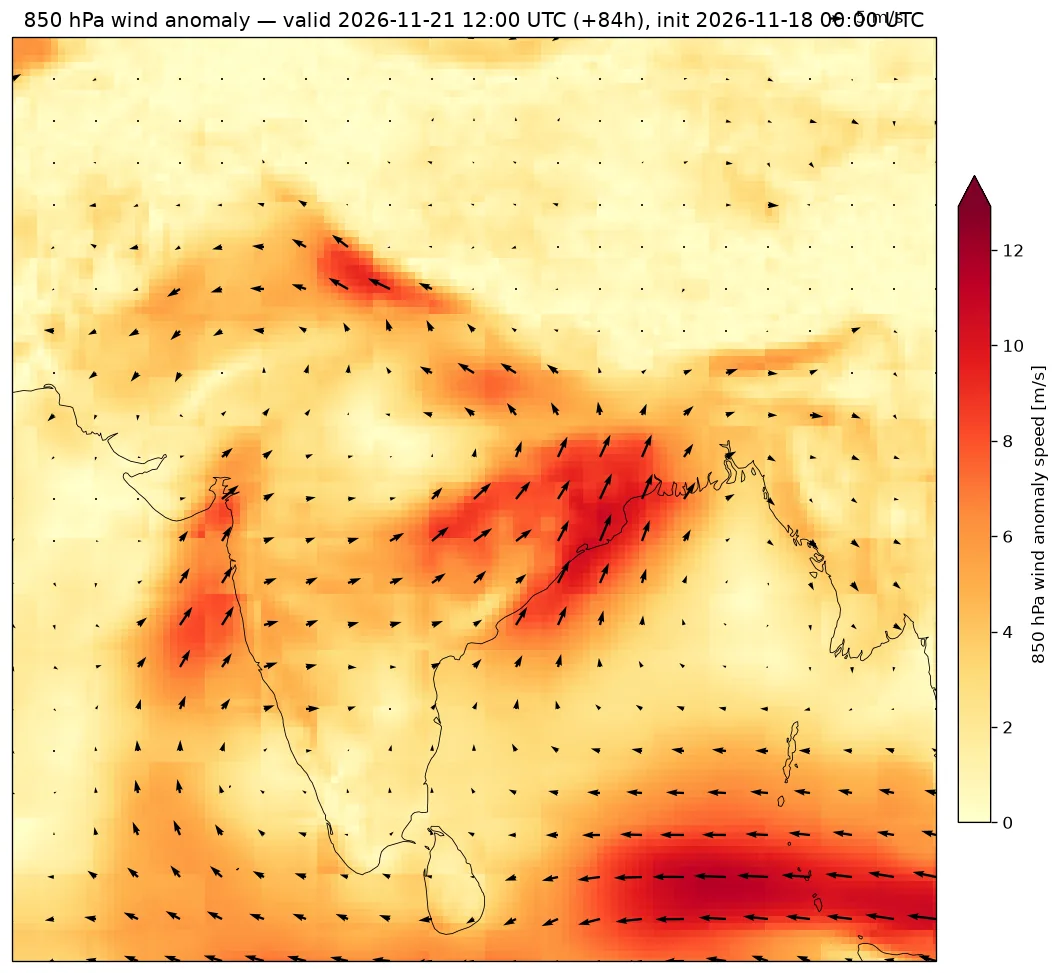 850 hPa wind anomaly — valid 2026-11-21 12:00 UTC (+84h), init 2026-11-18 00:00 UTC
5 m/s
12
10
8
6
4
2
0
850 hPa wind anomaly speed [m/s]